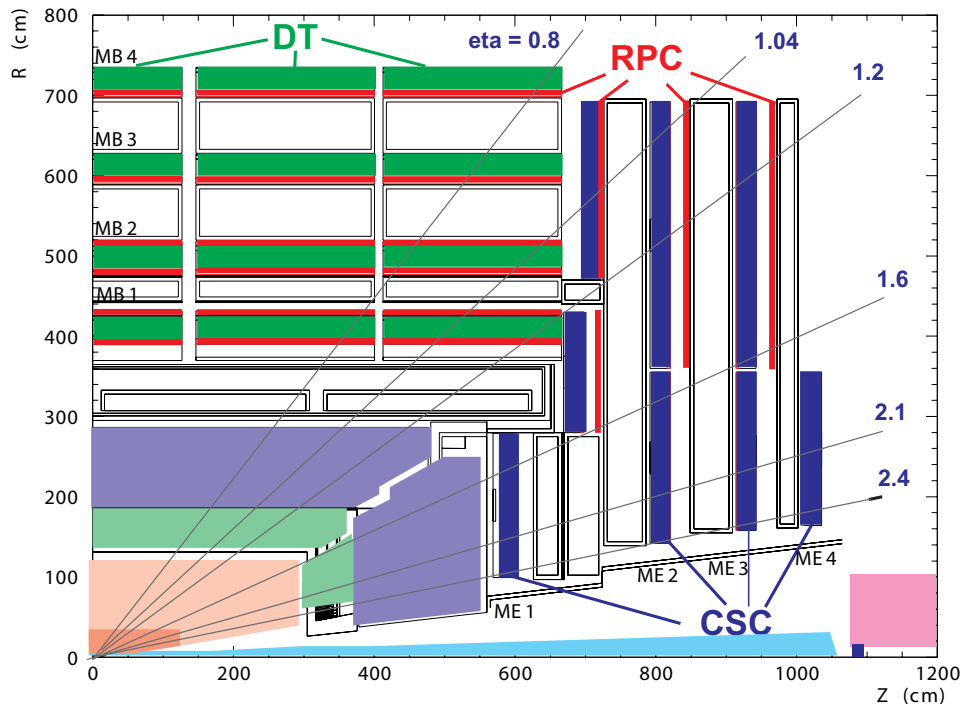 R (cm)
800
700
600
500
400
300
200
100
0
MB 4
MB 3
MB 2
MB 1
DT
eta = 0.8
1.04
1.2
1.6
2.1
2.4
RPC
ME 1
ME 2
ME 3
ME 4
CSC
0
200
400
600
800
1000
1200
Z (cm)